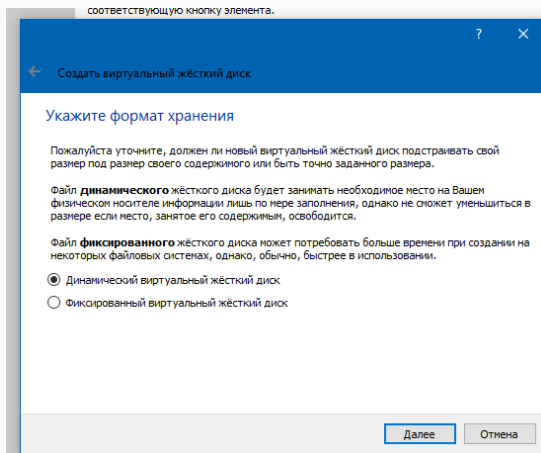 соответствующую кнопку элемента.
?
Создать виртуальный жёсткий диск
Укажите формат хранения
Пожалуйста уточните, должен ли новый виртуальный жёсткий диск подстраивать свой
размер под размер своего содержимого или быть точно заданного размера.
Файл динамического жёсткого диска будет занимать необходимое место на Вашем
физическом носителе информации лишь по мере заполнения, однако не сможет уменьшиться в
размере если место, занятое его содержимым, освободится.
Файл фиксированного жёсткого диска может потребовать больше времени при создании на
некоторых файловых системах, однако, обычно, быстрее в использовании.
Динамический виртуальный жёсткий диск
Фиксированный виртуальный жёсткий диск
Далее
Отмена